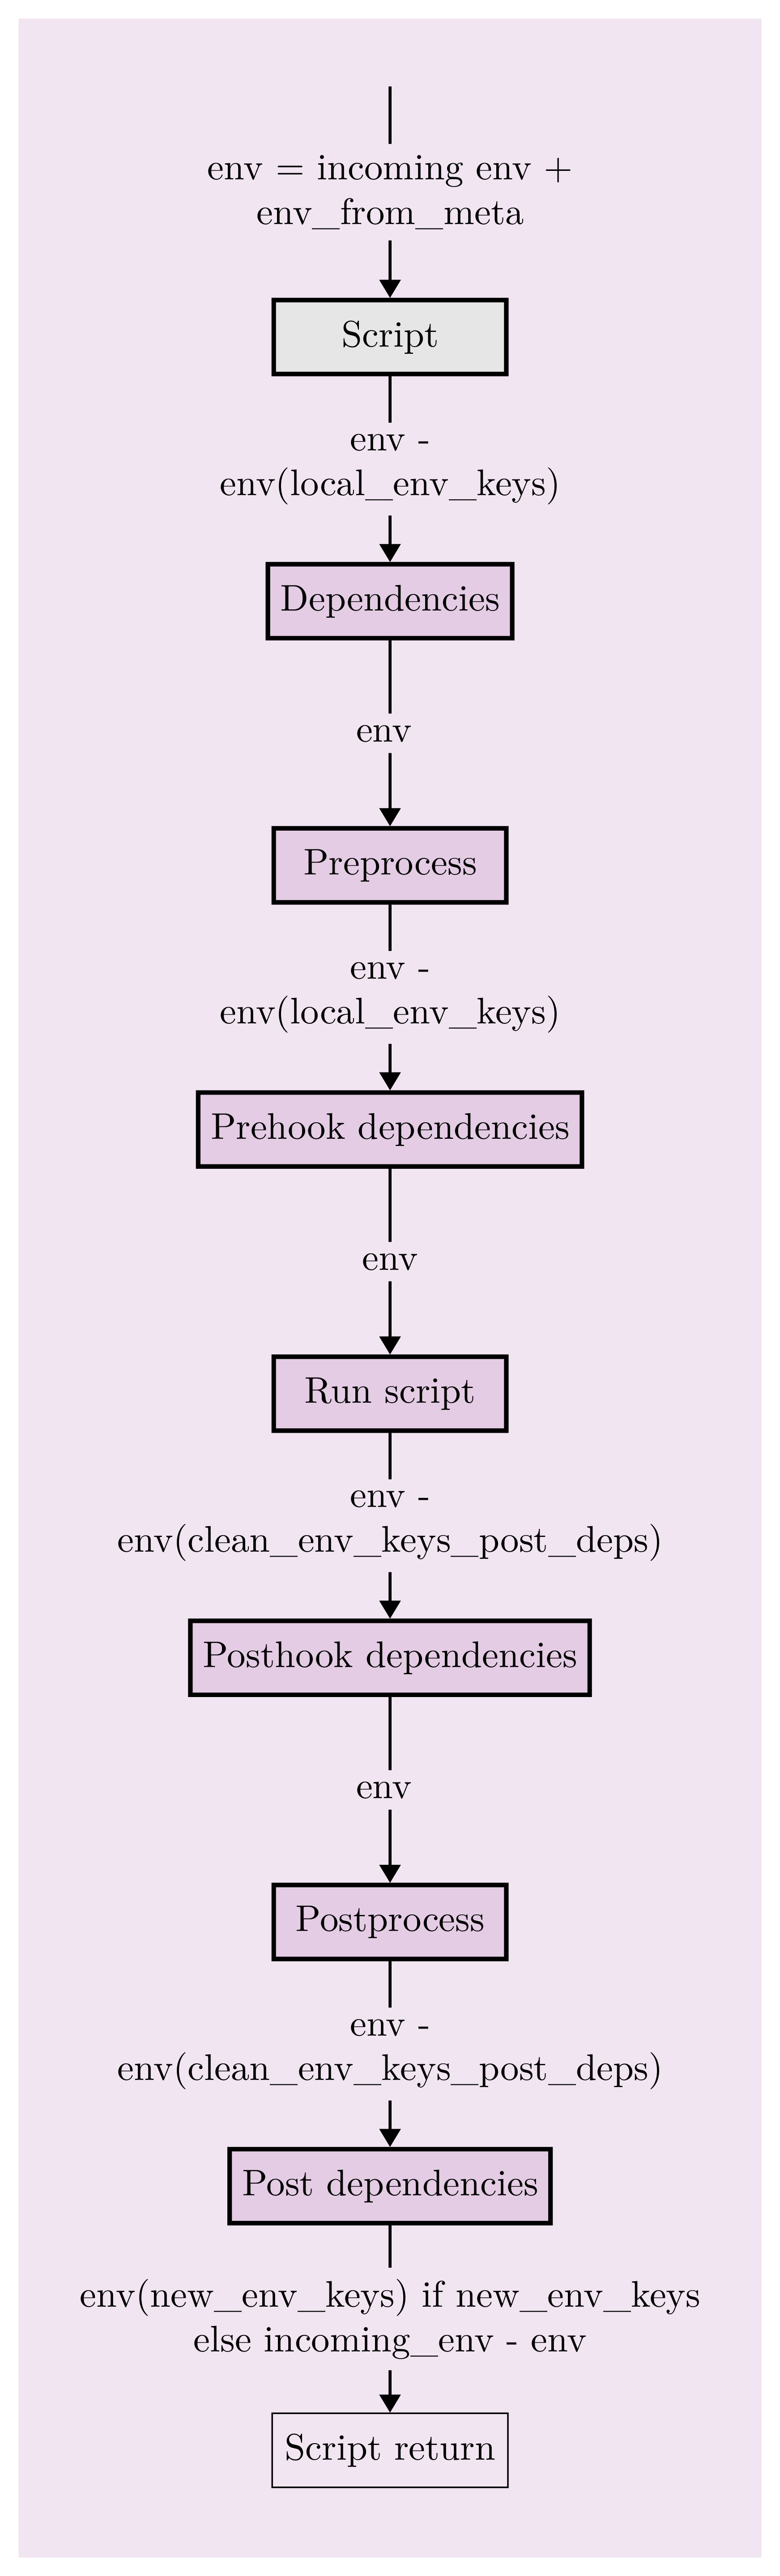 env = incoming env +
env_from_meta
Script
env -
env(local_env_keys)
Dependencies
env
Preprocess
env -
env(local_env_keys)
Prehook dependencies
env
Run script
env -
env(clean_env_keys_post_deps)
Posthook dependencies
env
Postprocess
env -
env(clean_env_keys_post_deps)
Post dependencies
env(new_env_keys) if new_env_keys
else incoming_env - env
Script return